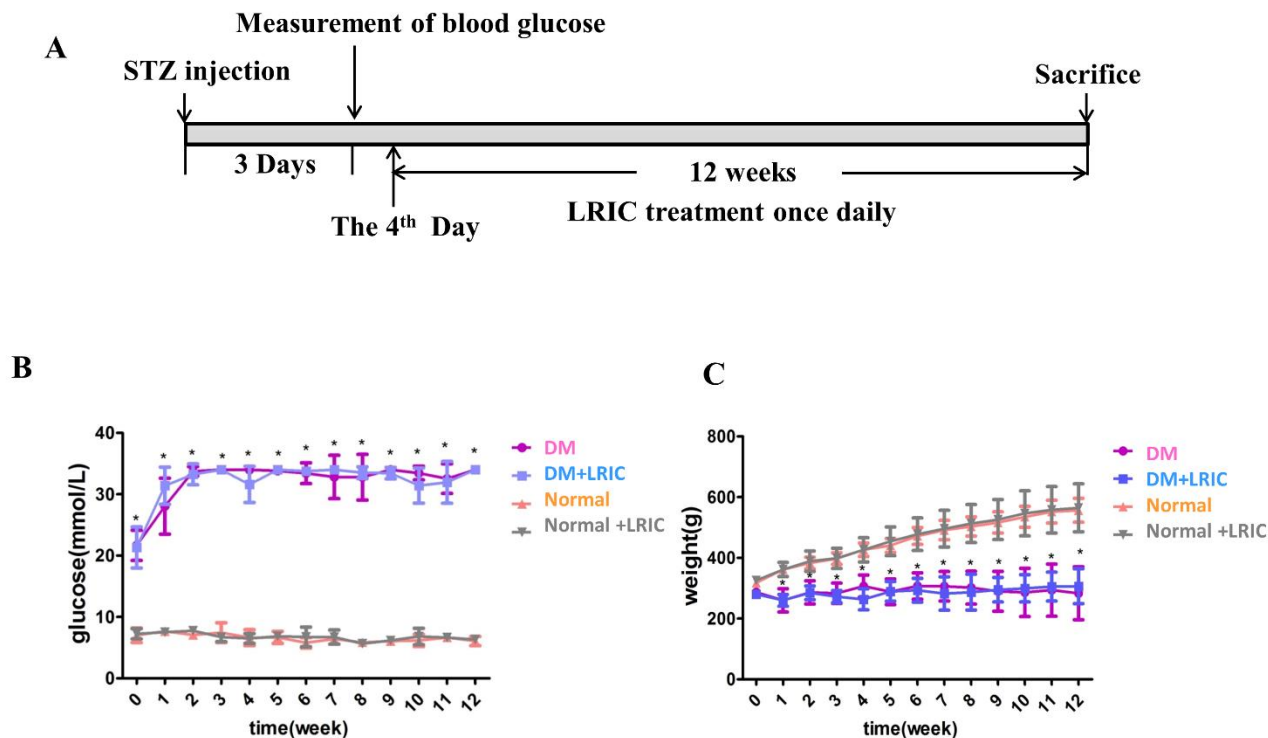 A
Measurement of blood glucose
STZ injection
Sacrifice
3 Days
12 weeks
LRIC treatment once daily
The 4th Day
B
glucose(mmol/L)
40
30
20
10
0
* * * * * * * * * * * * *
0 1 2 3 4 5 6 7 8 9 10 11 12
time(week)
DM
DM+LRIC
Normal
Normal +LRIC
C
weight(g)
800
600
400
200
0
* * * * * * * * * * * *
0 1 2 3 4 5 6 7 8 9 10 11 12
time(week)
DM
DM+LRIC
Normal
Normal +LRIC